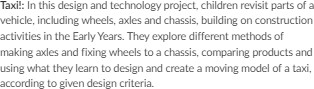 Taxi!: In this design and technology project, children revisit parts of a
vehicle, including wheels, axles and chassis, building on construction
activities in the Early Years. They explore different methods of
making axles and fixing wheels to a chassis, comparing products and
using what they learn to design and create a moving model of a taxi,
according to given design criteria.